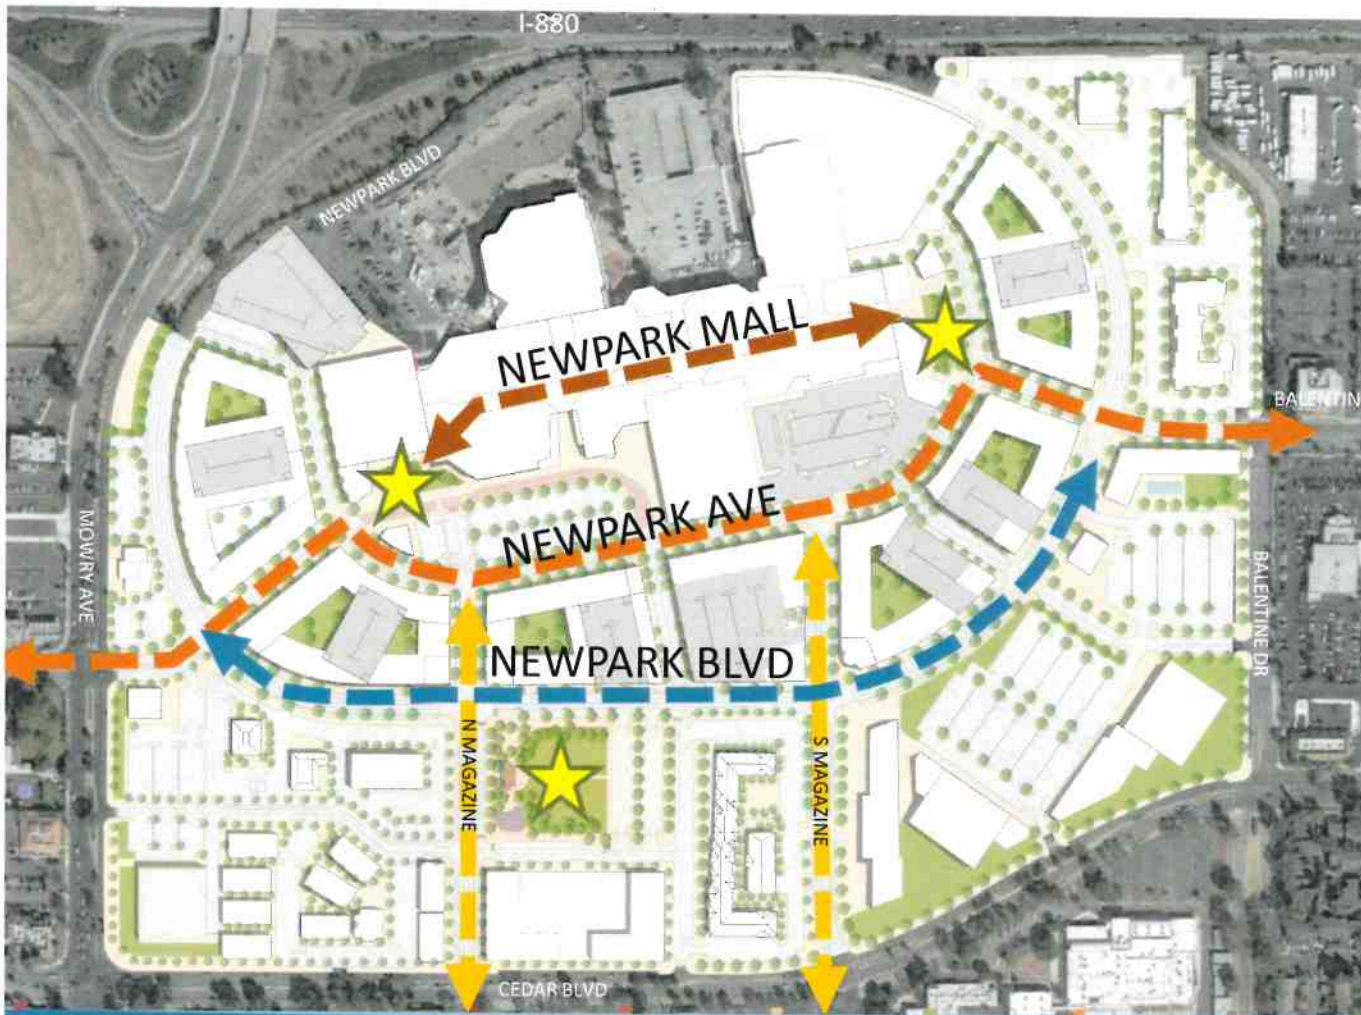 I-880
NEWPARK BLVD
NEWPARK MALL
BALENTIN
NEWPARK AVE
MOWRY AVE
BALENTINE DR
NEWPARK BLVD
N MAGAZINE
S MAGAZINE
CEDAR BLVD